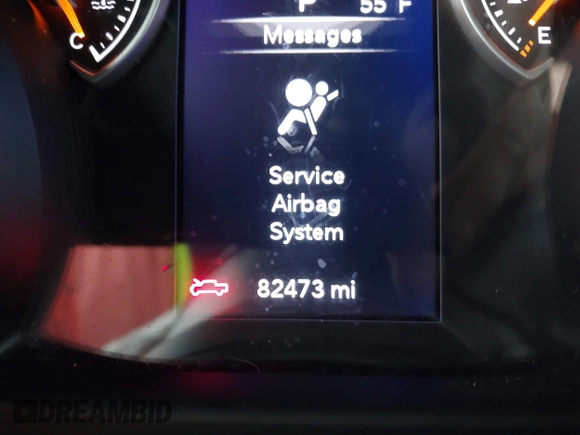 P 55 F
Messages
C E
Service
Airbag
System
82473 mi
DREAMBID